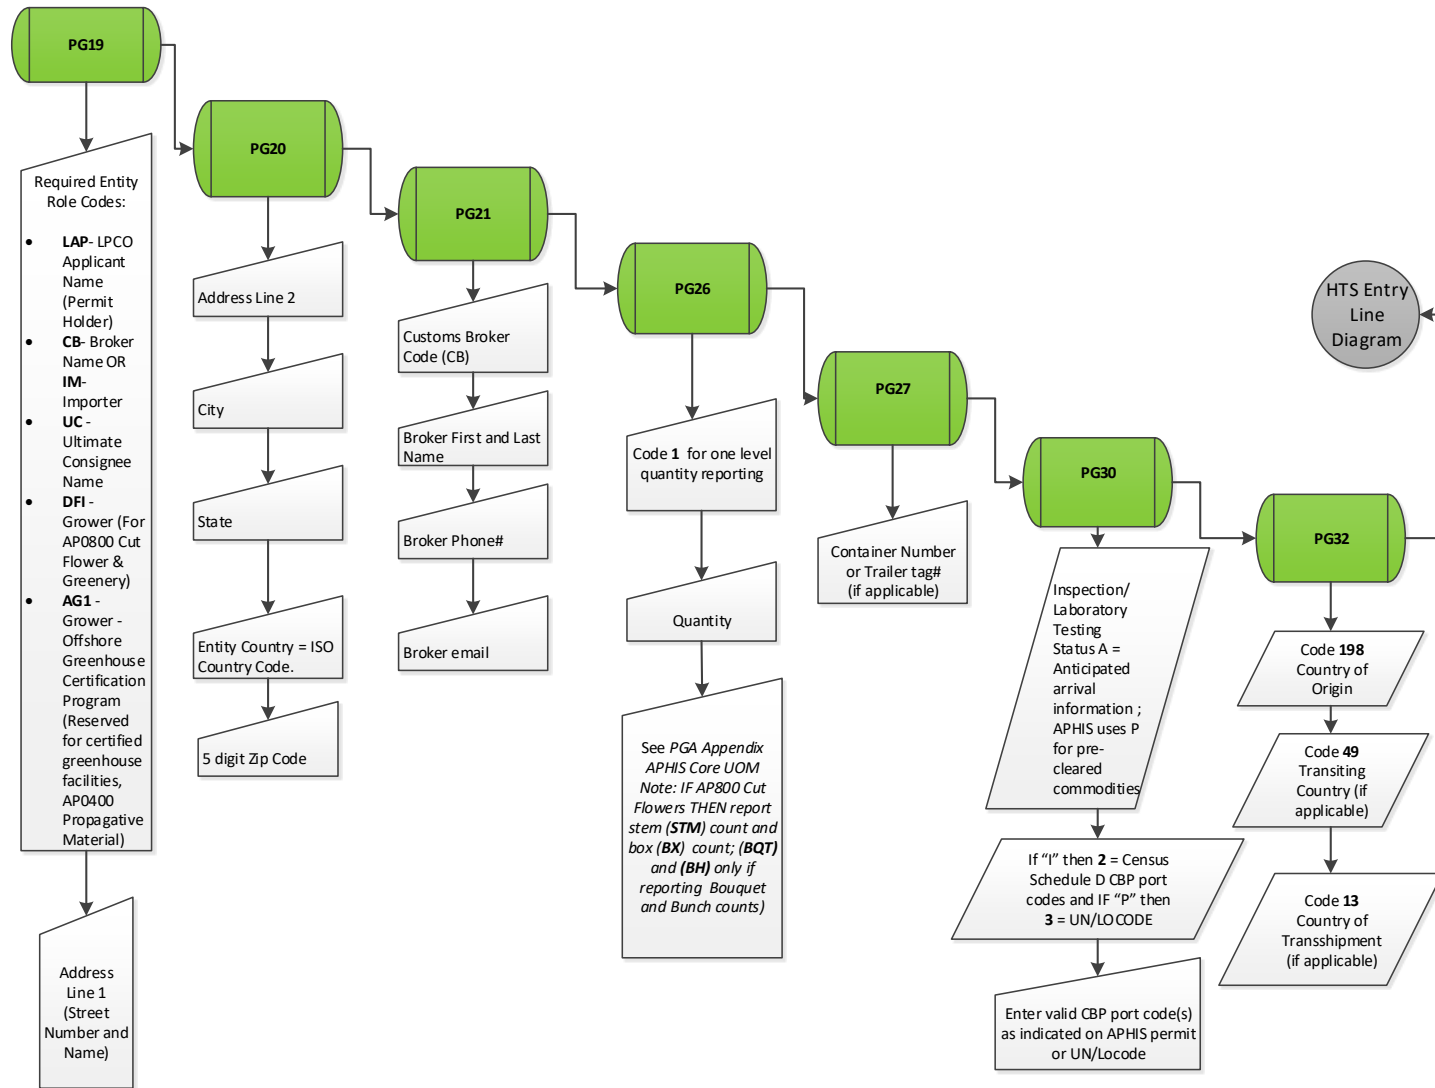 PG19
Required Entity
Role Codes:
• LAP- LPCO
Applicant
Name
(Permit
Holder)
• CB- Broker
Name OR
IM-
Importer
• UC -
Ultimate
Consignee
Name
• DFI -
Grower (For
AP0800 Cut
Flower &
Greenery)
• AG1 -
Grower -
Offshore
Greenhouse
Certification
Program
(Reserved
for certified
greenhouse
facilities,
AP0400
Propagative
Material)
Address
Line 1
(Street
Number and
Name)
PG20
Address Line 2
City
State
Entity Country = ISO
Country Code.
5 digit Zip Code
PG21
Customs Broker
Code (CB)
Broker First and Last
Name
Broker Phone#
Broker email
PG26
Code 1 for one level
quantity reporting
Quantity
See PGA Appendix
APHIS Core UOM
Note: IF AP800 Cut
Flowers THEN report
stem (STM) count and
box (BX) count; (BQT)
and (BH) only if
reporting Bouquet
and Bunch counts)
PG27
Container Number
or Trailer tag#
(if applicable)
PG30
Inspection/
Laboratory
Testing
Status A =
Anticipated
arrival
information ;
APHIS uses P
for pre-
cleared
commodities
If “I” then 2 = Census
Schedule D CBP port
codes and IF “P” then
3 = UN/LOCODE
Enter valid CBP port code(s)
as indicated on APHIS permit
or UN/Locode
PG32
Code 198
Country of
Origin
Code 49
Transiting
Country (if
applicable)
Code 13
Country of
Transshipment
(if applicable)
HTS Entry
Line
Diagram